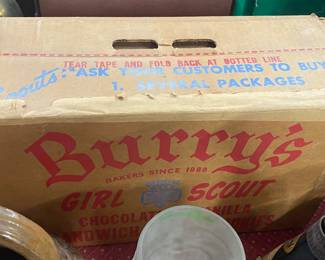 TEAR TAPE AND FOLD BACK AT DOTTED LINE
Scouts: "ASK YOUR CUSTOMERS TO BUY
1. SEVERAL PACKAGES
Burry's
BAKERS SINCE 1888
GIRL SCOUT
CHOCOLATE VANILLA
SANDWICH